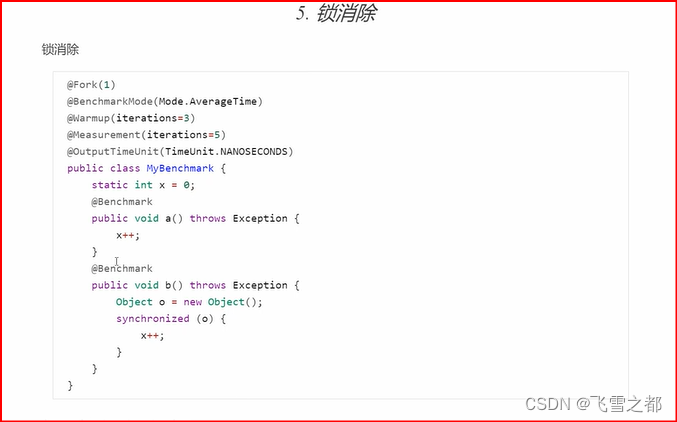 5. 锁消除
锁消除
@Fork(1)
@BenchmarkMode(Mode.AverageTime)
@Warmup(iterations=3)
@Measurement(iterations=5)
@OutputTimeUnit(TimeUnit.NANOSECONDS)
public class MyBenchmark {
    static int x = 0;
    @Benchmark
    public void a() throws Exception {
        x++;
    }
    @Benchmark
    public void b() throws Exception {
        Object o = new Object();
        synchronized (o) {
            x++;
        }
    }
}
CSDN @飞雪之都